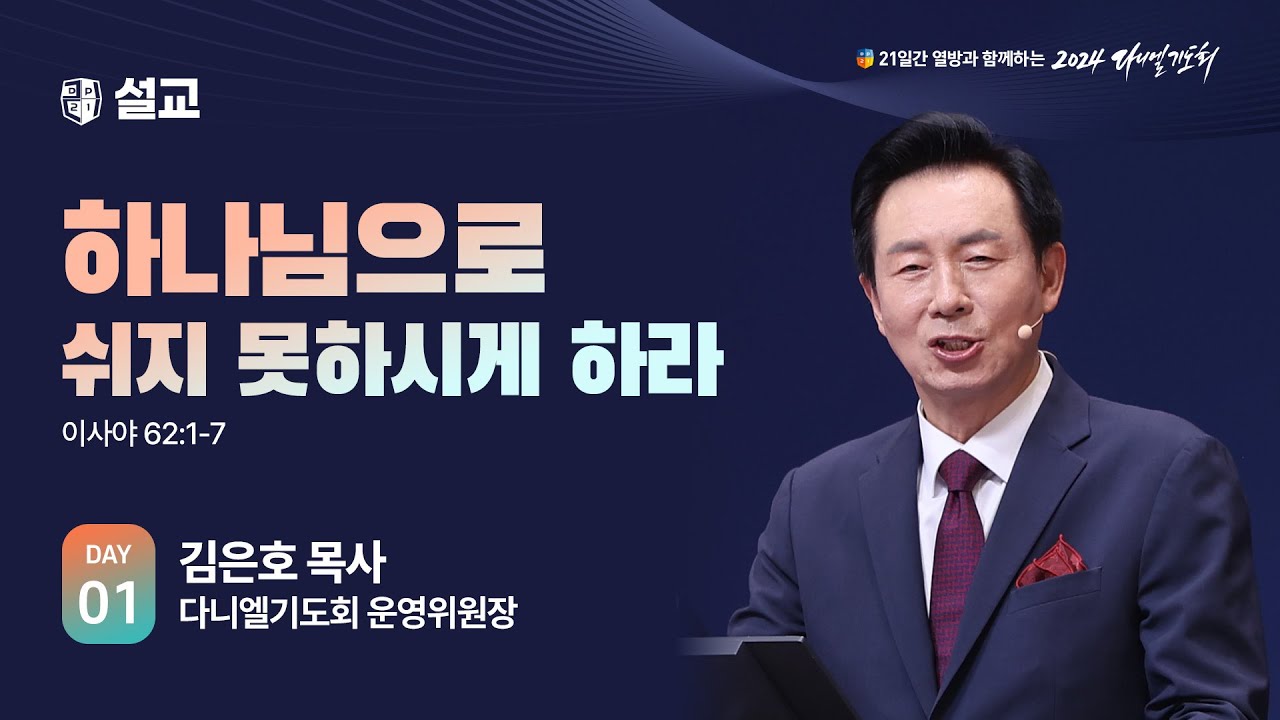 21일간 열방과 함께하는 2024 다니엘기도회
DP
21
설교
하나님으로
쉬지 못하시게 하라
이사야 62:1-7
DAY
01
김은호 목사
다니엘기도회 운영위원장